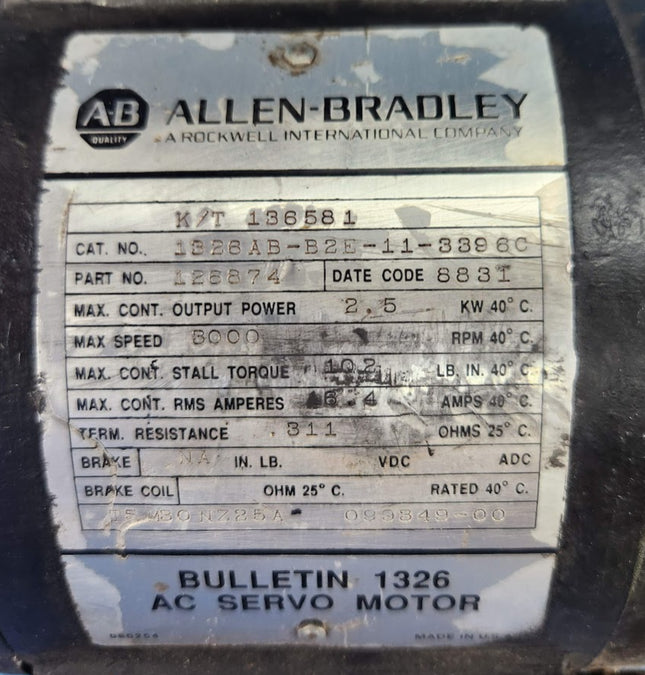 A-B
QUALITY
ALLEN-BRADLEY
A ROCKWELL INTERNATIONAL COMPANY
K/T 136581
CAT. NO. 1326AB-B2E-11-3396C
PART NO. 126874 DATE CODE 8831
MAX. CONT. OUTPUT POWER 2.5 KW 40° C.
MAX SPEED 3000 RPM 40° C.
MAX. CONT. STALL TORQUE 102 LB. IN. 40° C.
MAX. CONT. RMS AMPERES AMPS 40° C.
TERM. RESISTANCE .311 OHMS 25° C.
BRAKE NA IN. LB. VDC ADC
BRAKE COIL OHM 25° C. RATED 40° C.
099849-00
BULLETIN 1326
AC SERVO MOTOR
MADE IN